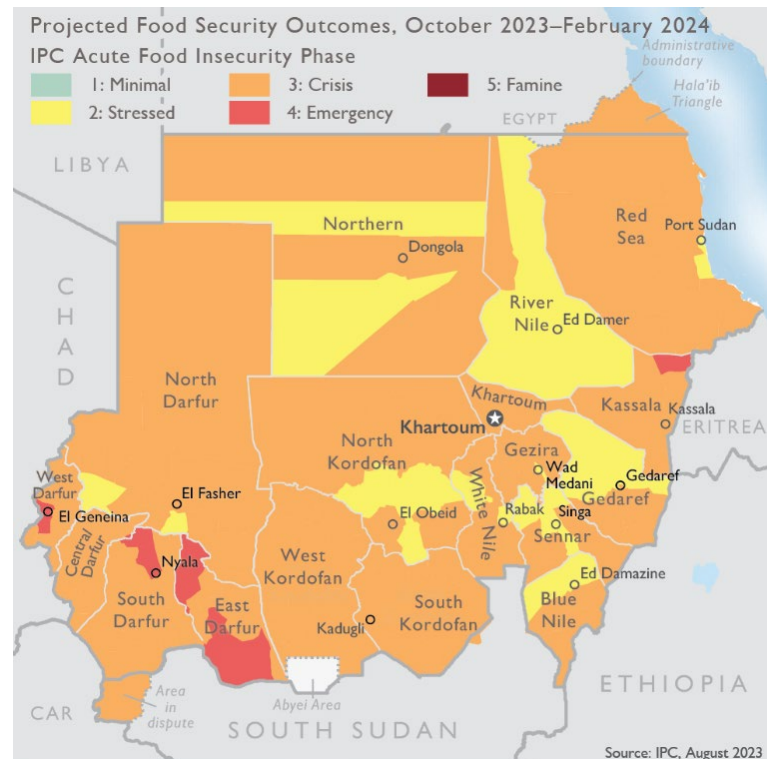 Projected Food Security Outcomes, October 2023–February 2024
IPC Acute Food Insecurity Phase
1: Minimal
3: Crisis
5: Famine
2: Stressed
4: Emergency
Administrative
boundary
Hala'ib
Triangle
EGYPT
LIBYA
Northern
Dongola
Red
Sea
Port Sudan
River
Nile
Ed Damer
CHAD
North
Darfur
Khartoum
Khartoum
Kassala
Kassala
ERITREA
North
Kordofan
Gezira
Wad
Medani
Gedaref
Gedaref
West
Darfur
El Geneina
El Fasher
El Obeid
White Nile
Rabak
Singa
Sennar
Central
Darfur
Nyala
West
Kordofan
Ed Damazine
Blue
Nile
South
Darfur
East
Darfur
Kadugli
South
Kordofan
ETHIOPIA
Area
in
dispute
Abyei Area
CAR
SOUTH SUDAN
Source: IPC, August 2023